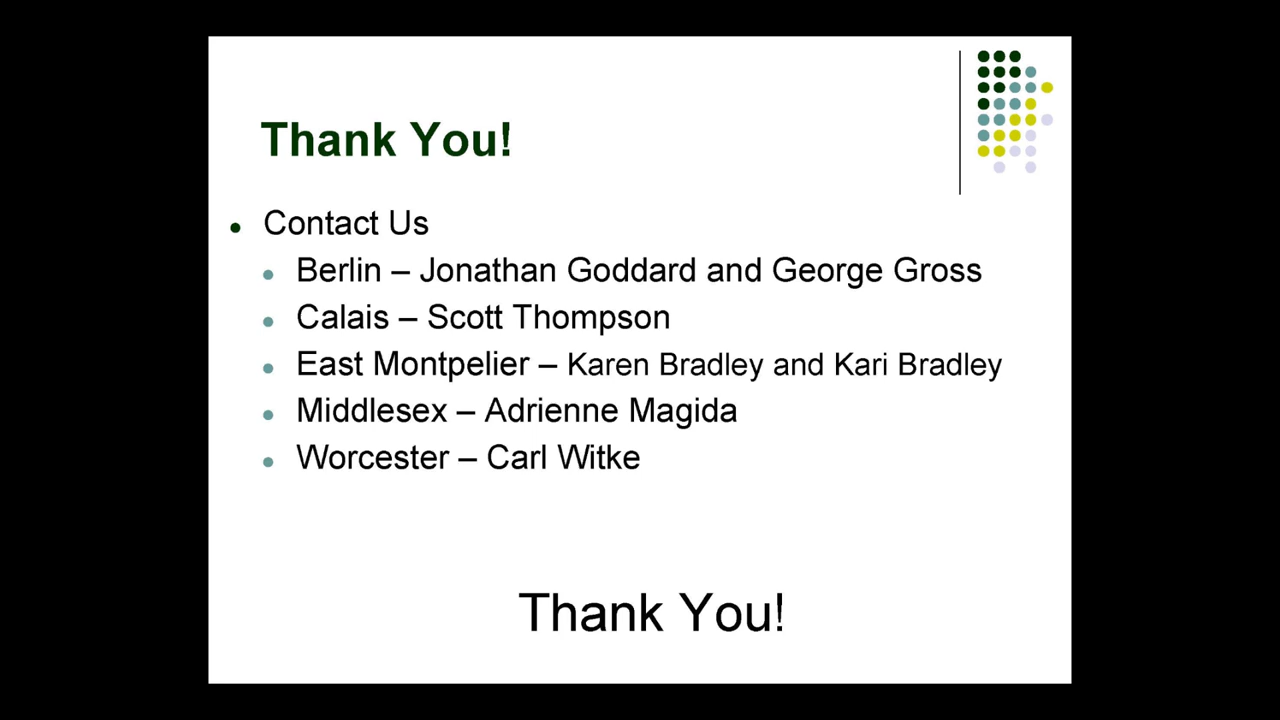 Thank You!
Contact Us
Berlin – Jonathan Goddard and George Gross
Calais – Scott Thompson
East Montpelier – Karen Bradley and Kari Bradley
Middlesex – Adrienne Magida
Worcester – Carl Witke
Thank You!